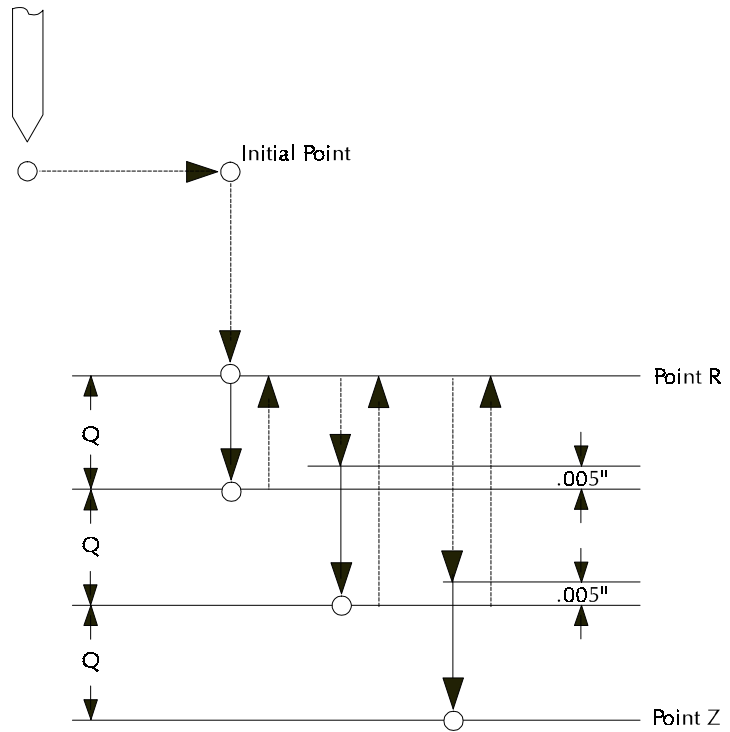 Initial Point
Point R
Q
.005"
Q
.005"
Q
Point Z